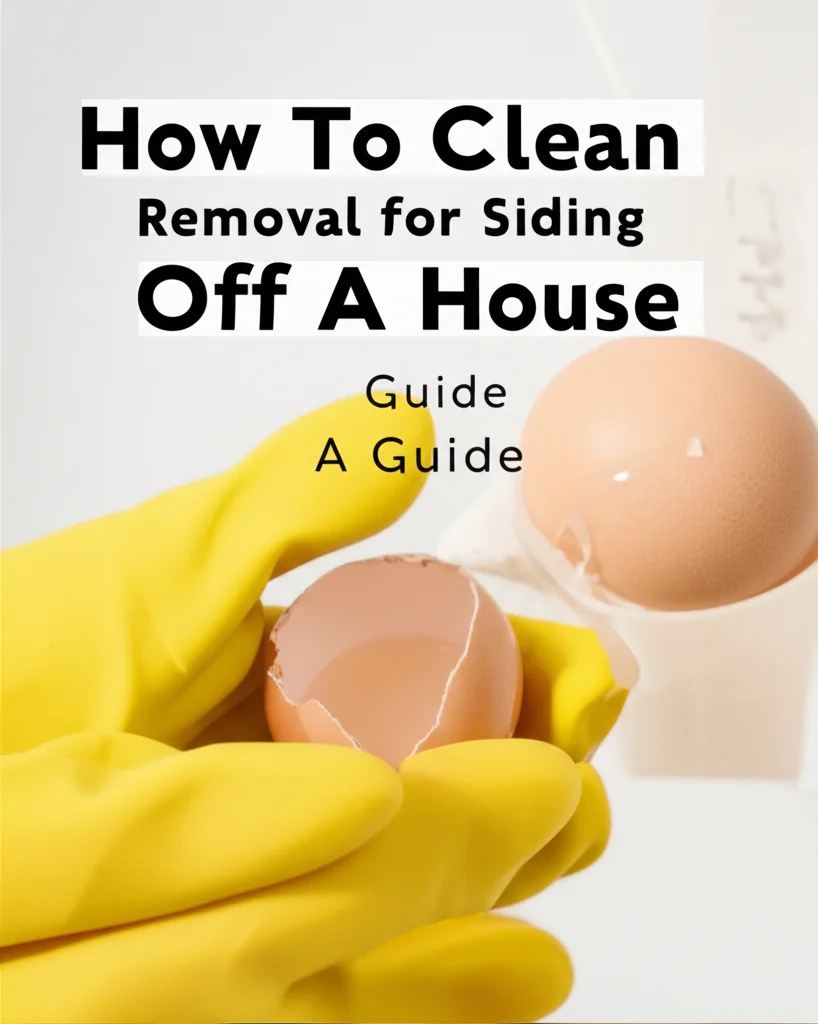 How To Clean
Removal for Siding
Off A House
Guide
A Guide